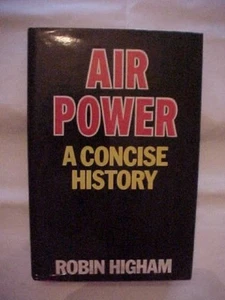 AIR
POWER
A CONCISE
HISTORY
ROBIN HIGHAM